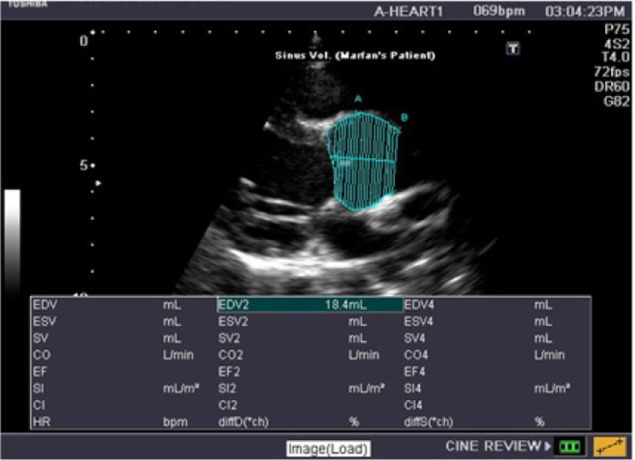 TOSHIBA
A-HEART1 069bpm 03:04:23PM
0
P75
4S2
T4.0
72fps
DR60
G82
Sinus Vol. (Marfan's Patient)
T
A
B
5
10
EDV mL EDV2 18.4mL EDV4 mL
ESV mL ESV2 mL ESV4 mL
SV mL SV2 mL SV4 mL
CO L/min CO2 L/min CO4 L/min
EF EF2 EF4
SI mL/m² SI2 mL/m² SI4 mL/m²
CI CI2 CI4
HR bpm diffD(*ch) % diffS(*ch) %
Image(Load)
CINE REVIEW